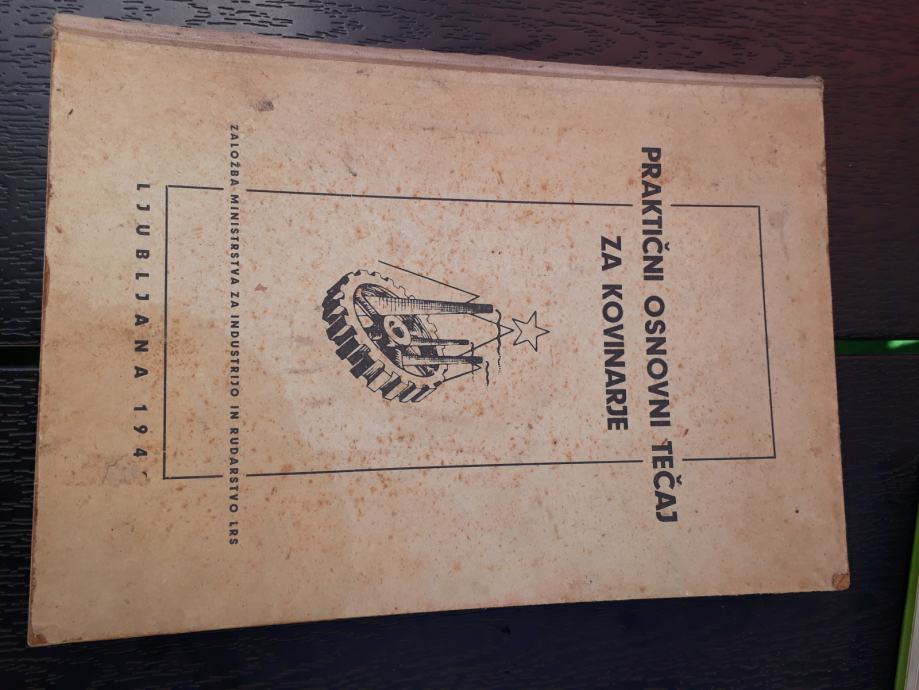 PRAKTIČNI OSNOVNI TEČAJ
ZA KOVINARJE
ZALOŽBA MINISTRSTVA ZA INDUSTRIJO IN RUDARSTVO LRS
LJUBLJANA